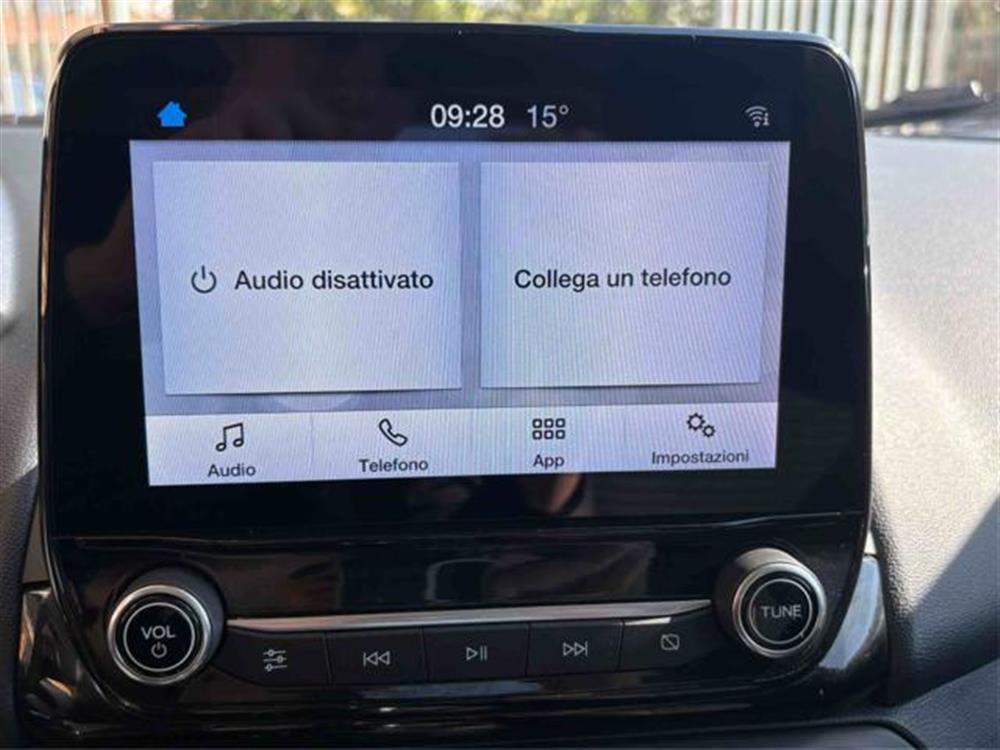 09:28 15°
Audio disattivato
Collega un telefono
Audio
Telefono
App
Impostazioni
VOL
TUNE